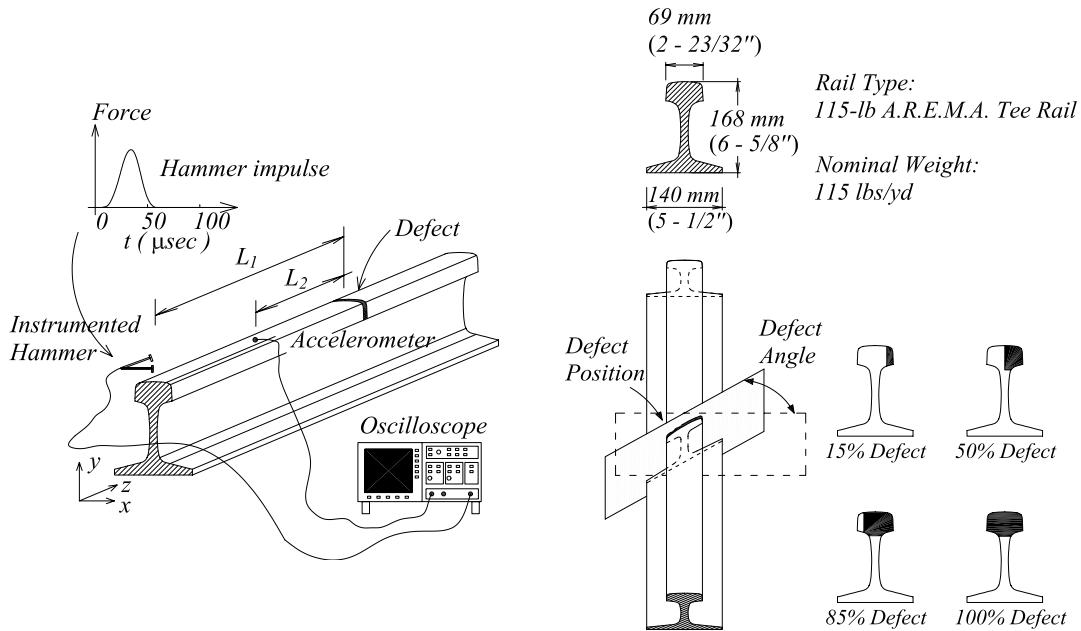 69 mm
(2 - 23/32")
Rail Type:
115-lb A.R.E.M.A. Tee Rail
168 mm
(6 - 5/8")
Nominal Weight:
115 lbs/yd
140 mm
(5 - 1/2")
Force
Hammer impulse
0 50 100
t ( μsec )
L1
L2
Defect
Instrumented
Hammer
Accelerometer
Oscilloscope
y
z
x
Defect
Position
Defect
Angle
15% Defect
50% Defect
85% Defect
100% Defect